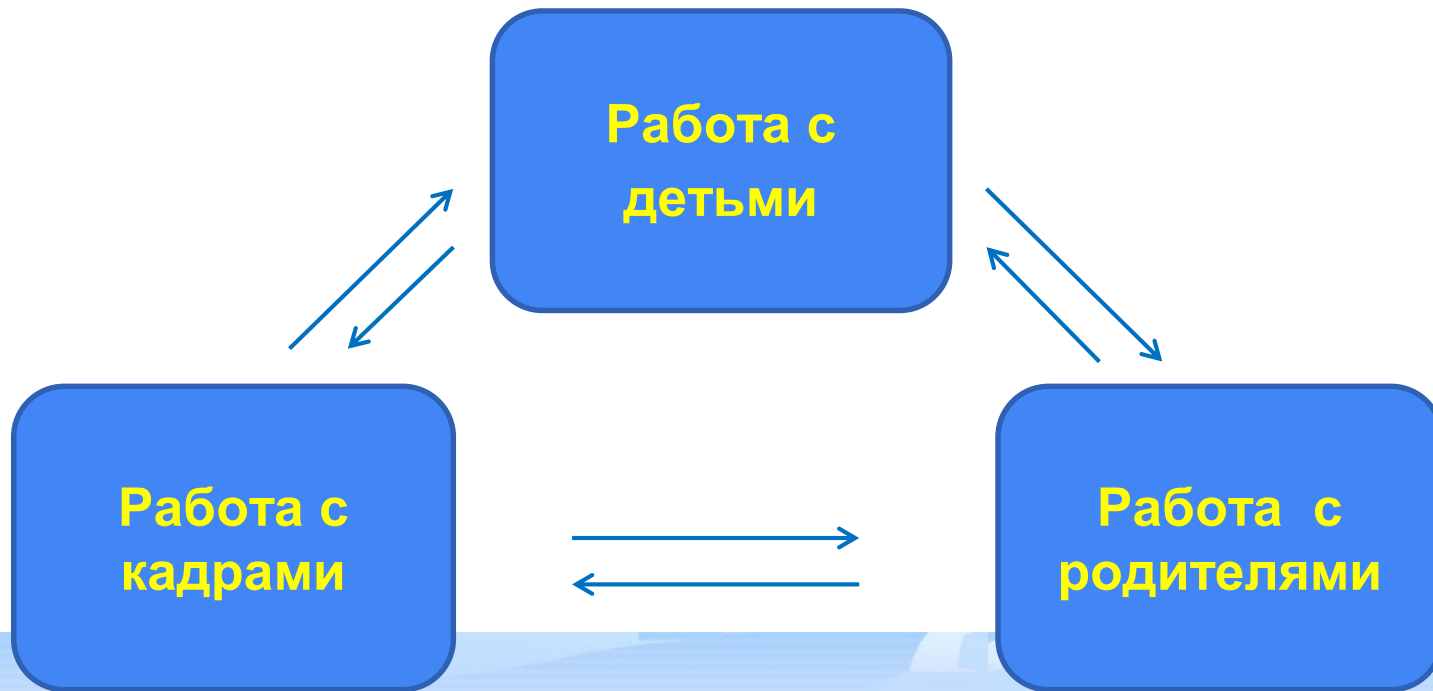 Работа с
детьми
Работа с
кадрами
Работа  с
родителями